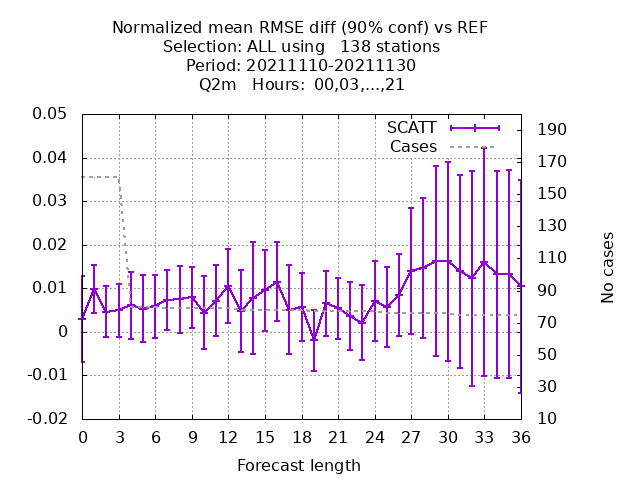 Normalized mean RMSE diff (90% conf) vs REF
Selection: ALL using   138 stations
Period: 20211110-20211130
Q2m   Hours:  00,03,...,21
SCATT
Cases
0.05
0.04
0.03
0.02
0.01
0
-0.01
-0.02
190
170
150
130
110
90
70
50
30
10
No cases
0 3 6 9 12 15 18 21 24 27 30 33 36
Forecast length